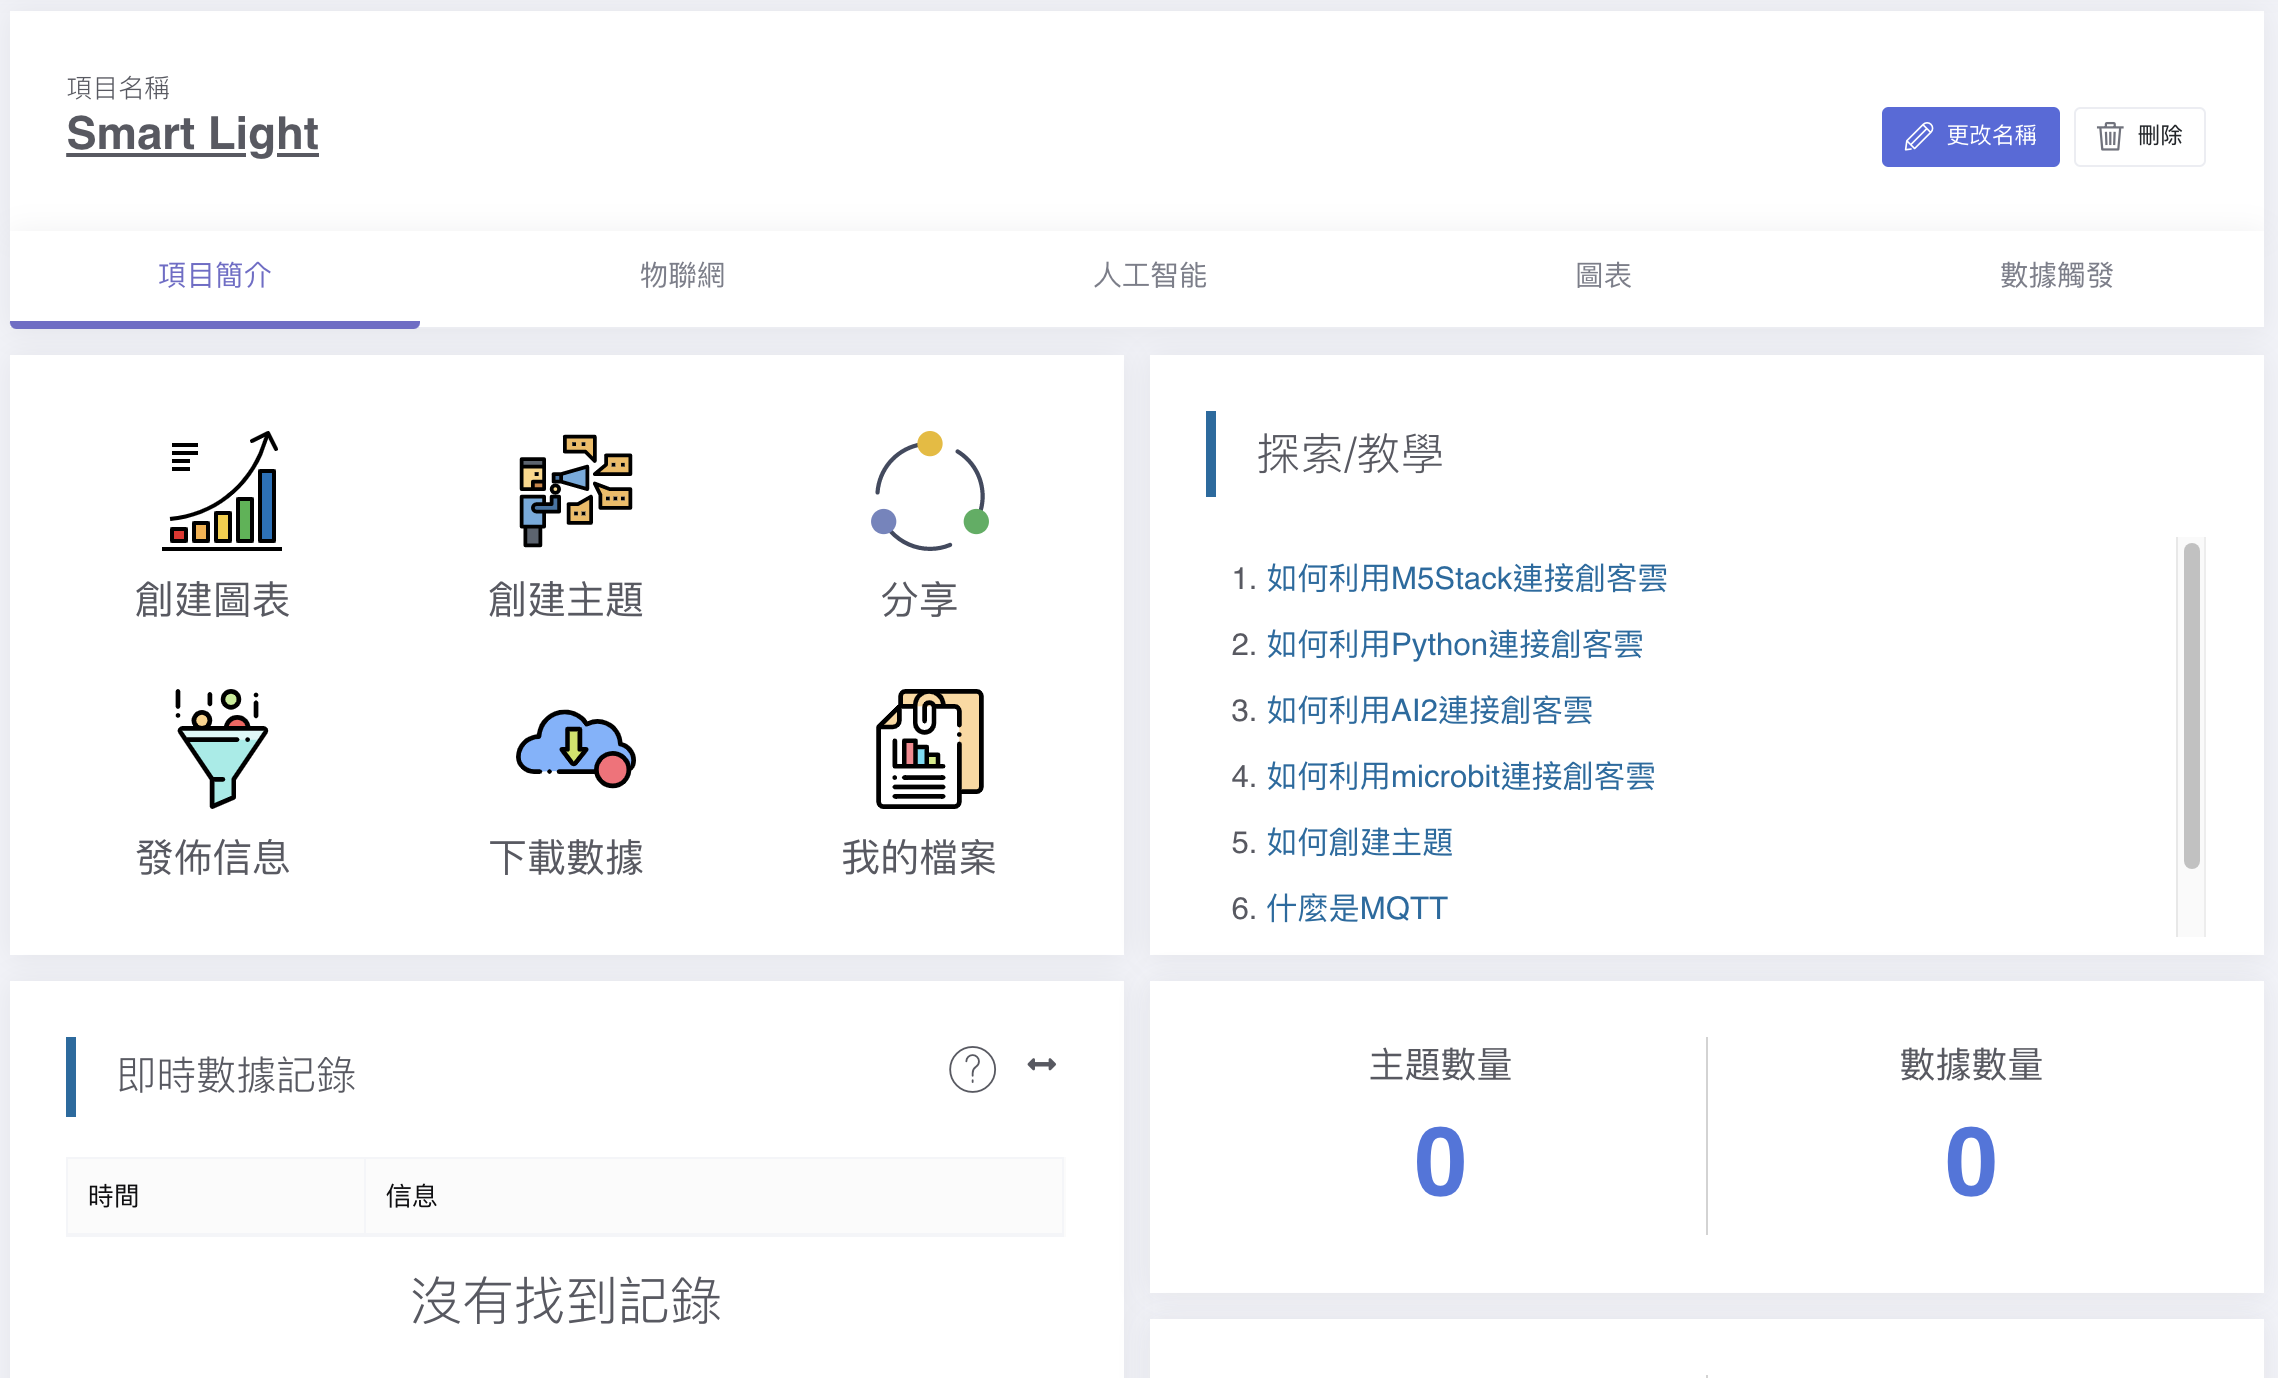 項目名稱
Smart Light
更改名稱
刪除
項目簡介
物聯網
人工智能
圖表
數據觸發
創建圖表
創建主題
分享
發佈信息
下載數據
我的檔案
探索/教學
1. 如何利用M5Stack連接創客雲
2. 如何利用Python連接創客雲
3. 如何利用AI2連接創客雲
4. 如何利用microbit連接創客雲
5. 如何創建主題
6. 什麼是MQTT
即時數據記錄
時間
信息
沒有找到記錄
主題數量
0
數據數量
0